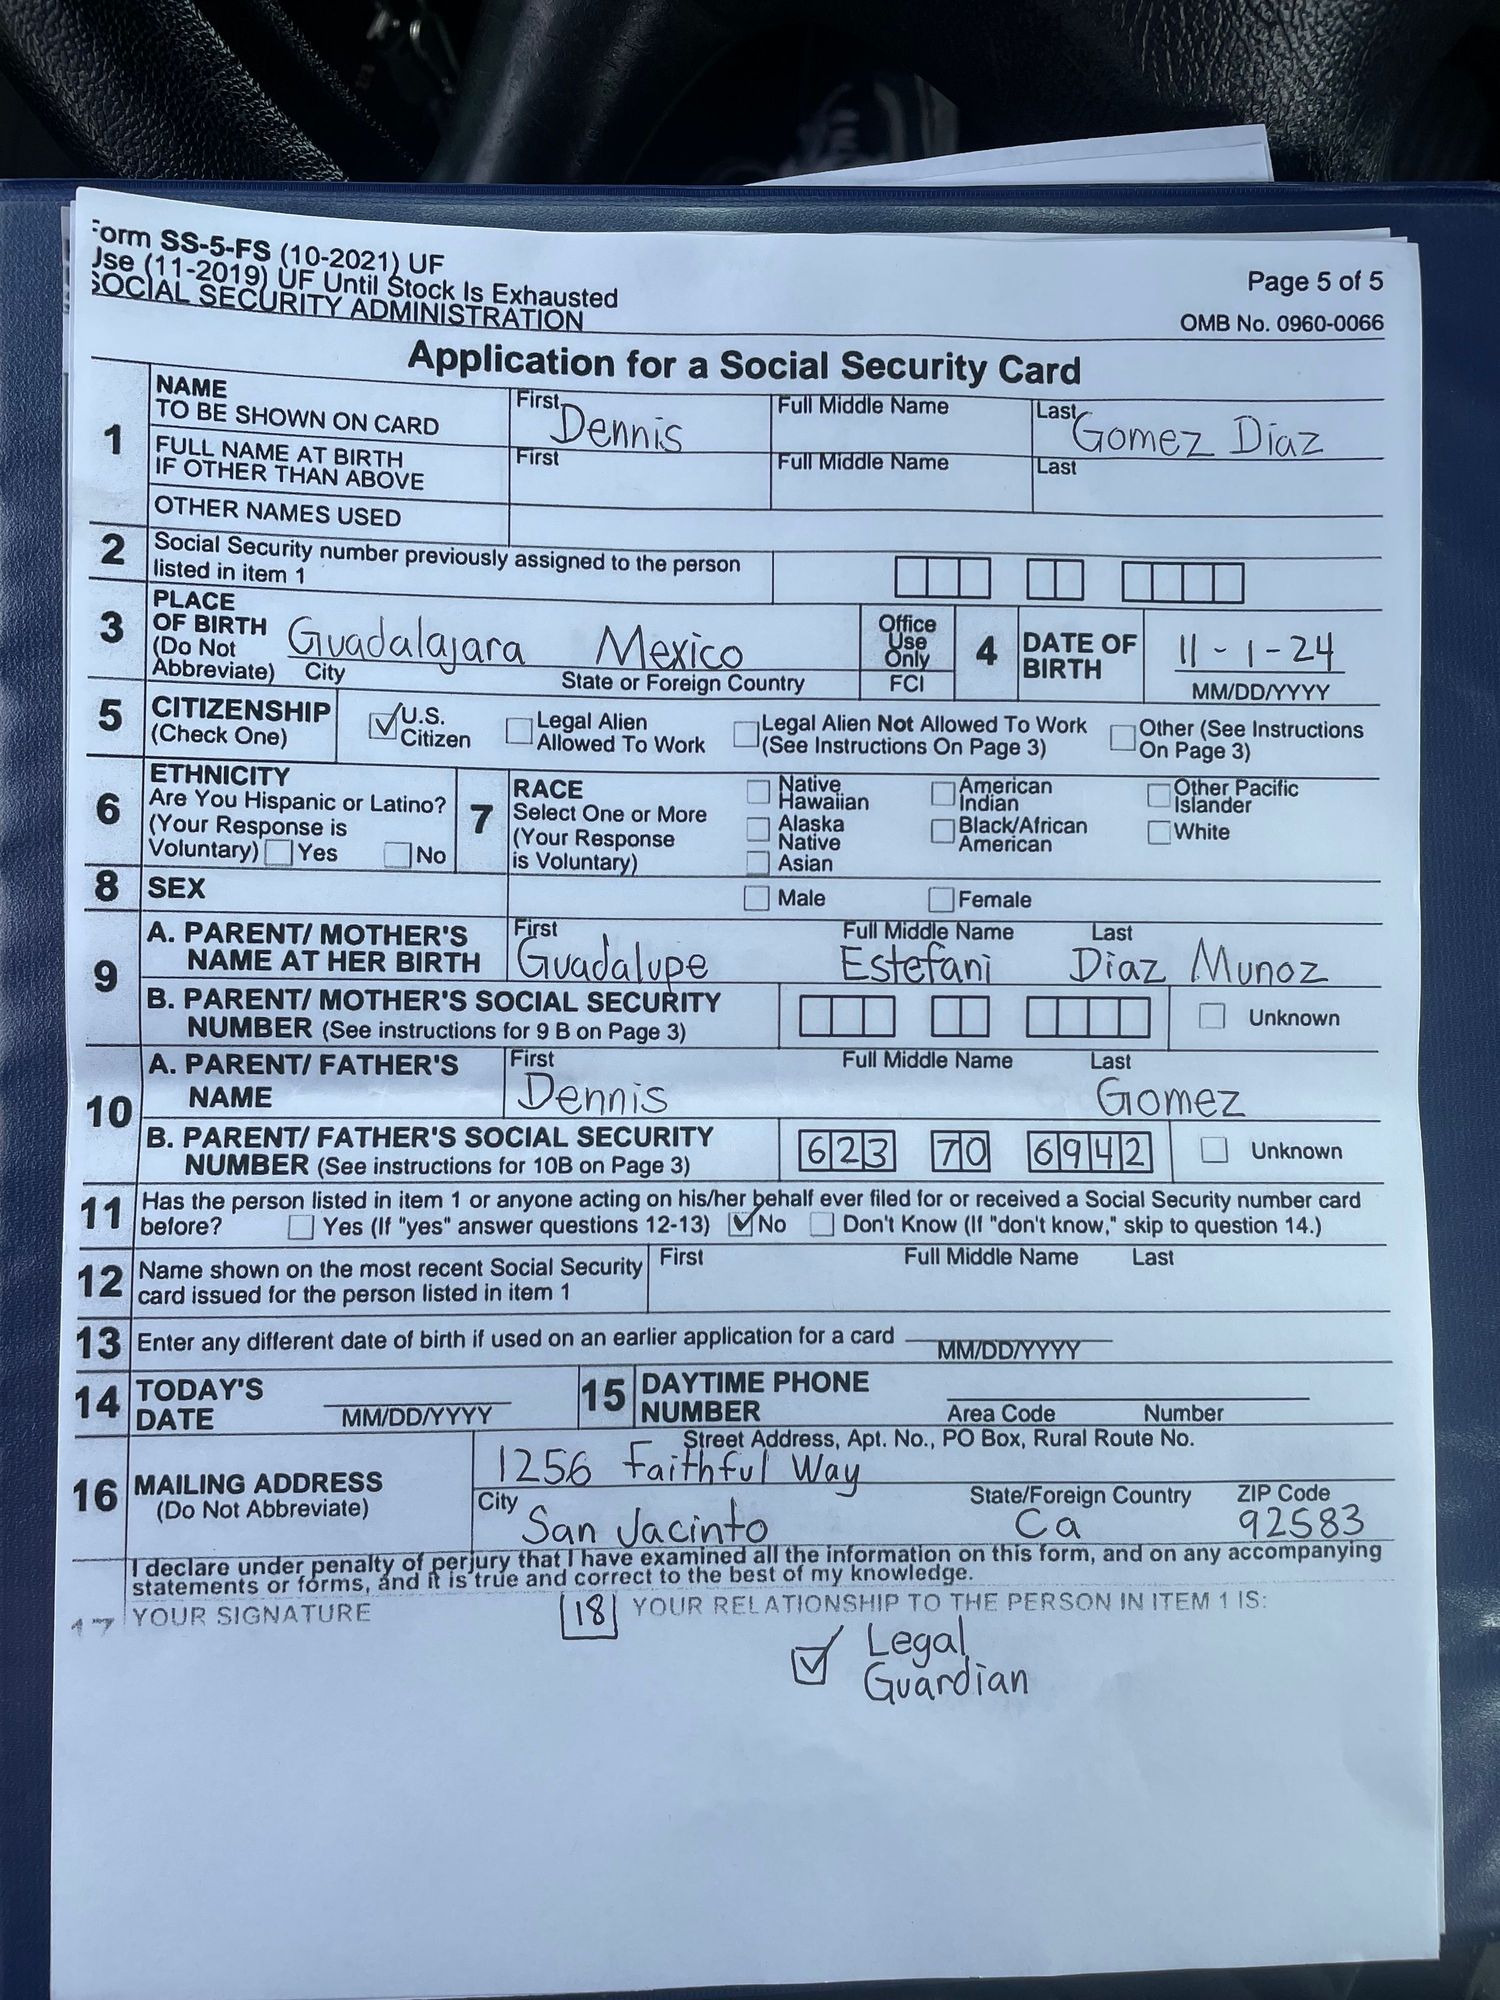 Form SS-5-FS (10-2021) UF
Use (11-2019) UF Until Stock Is Exhausted
SOCIAL SECURITY ADMINISTRATION
Page 5 of 5
OMB No. 0960-0066
Application for a Social Security Card
1
NAME
TO BE SHOWN ON CARD
First
Dennis
Full Middle Name
Last
Gomez Diaz
FULL NAME AT BIRTH
IF OTHER THAN ABOVE
First
Full Middle Name
Last
OTHER NAMES USED
2
Social Security number previously assigned to the person
listed in item 1
3
PLACE
OF BIRTH
(Do Not
Abbreviate)
Guadalajara Mexico
City
State or Foreign Country
Office
Use
Only
FCI
4
DATE OF
BIRTH
11-1-24
MM/DD/YYYY
5
CITIZENSHIP
(Check One)
U.S.
Citizen
Legal Alien
Allowed To Work
Legal Alien Not Allowed To Work
(See Instructions On Page 3)
Other (See Instructions
On Page 3)
6
ETHNICITY
Are You Hispanic or Latino?
(Your Response is
Voluntary) Yes No
7
RACE
Select One or More
(Your Response
is Voluntary)
Native
Hawaiian
Alaska
Native
Asian
American
Indian
Black/African
American
Other Pacific
Islander
White
8
SEX
Male
Female
9
A. PARENT/ MOTHER'S
NAME AT HER BIRTH
First
Guadalupe
Full Middle Name
Estefani
Last
Diaz Munoz
B. PARENT/ MOTHER'S SOCIAL SECURITY
NUMBER (See instructions for 9 B on Page 3)
Unknown
10
A. PARENT/ FATHER'S
NAME
First
Dennis
Full Middle Name
Last
Gomez
B. PARENT/ FATHER'S SOCIAL SECURITY
NUMBER (See instructions for 10B on Page 3)
623 70 6942
Unknown
11
Has the person listed in item 1 or anyone acting on his/her behalf ever filed for or received a Social Security number card
before? Yes (If "yes" answer questions 12-13) No Don't Know (If "don't know," skip to question 14.)
12
Name shown on the most recent Social Security
card issued for the person listed in item 1
First
Full Middle Name
Last
13
Enter any different date of birth if used on an earlier application for a card
MM/DD/YYYY
14
TODAY'S
DATE
MM/DD/YYYY
15
DAYTIME PHONE
NUMBER
Area Code
Number
16
MAILING ADDRESS
(Do Not Abbreviate)
Street Address, Apt. No., PO Box, Rural Route No.
1256 Faithful Way
City
San Jacinto
State/Foreign Country
Ca
ZIP Code
92583
I declare under penalty of perjury that I have examined all the information on this form, and on any accompanying
statements or forms, and it is true and correct to the best of my knowledge.
17
YOUR SIGNATURE
18
YOUR RELATIONSHIP TO THE PERSON IN ITEM 1 IS:
Legal
Guardian